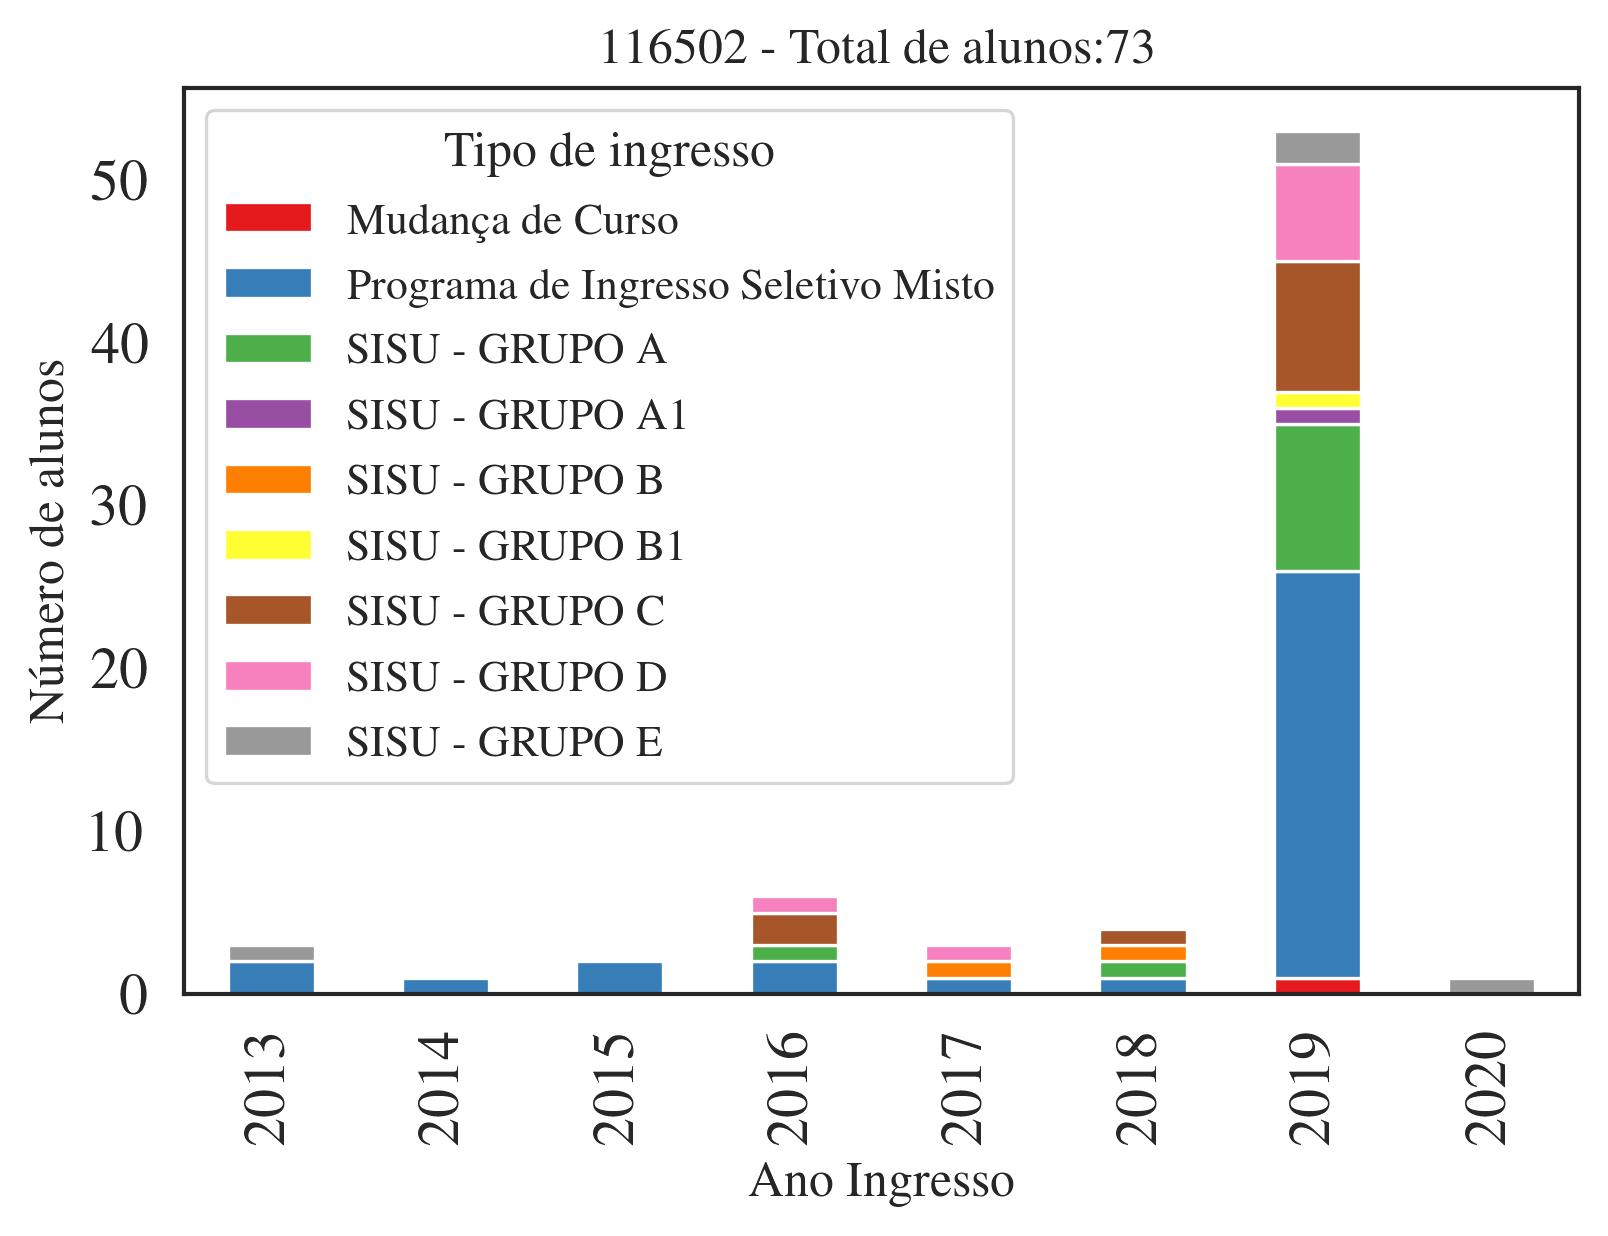 116502 - Total de alunos:73
Tipo de ingresso
Mudança de Curso
Programa de Ingresso Seletivo Misto
SISU - GRUPO A
SISU - GRUPO A1
SISU - GRUPO B
SISU - GRUPO B1
SISU - GRUPO C
SISU - GRUPO D
SISU - GRUPO E
Número de alunos
50
40
30
20
10
0
2013
2014
2015
2016
2017
2018
2019
2020
Ano Ingresso